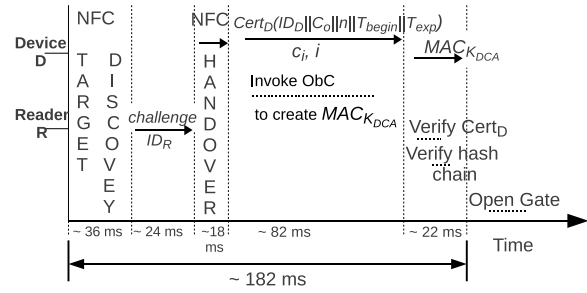 NFC
NFC
Cert_D(ID_D||C_o||n||T_begin||T_exp)
Device
D
TARGET
DISCOVEY
HANDOVER
c_i, i
MAC_K_DCA
Invoke ObC
to create MAC_K_DCA
Reader
R
challenge
ID_R
Verify Cert_D
Verify hash
chain
Open Gate
~ 36 ms
~ 24 ms
~18
ms
~ 82 ms
~ 22 ms
Time
~ 182 ms